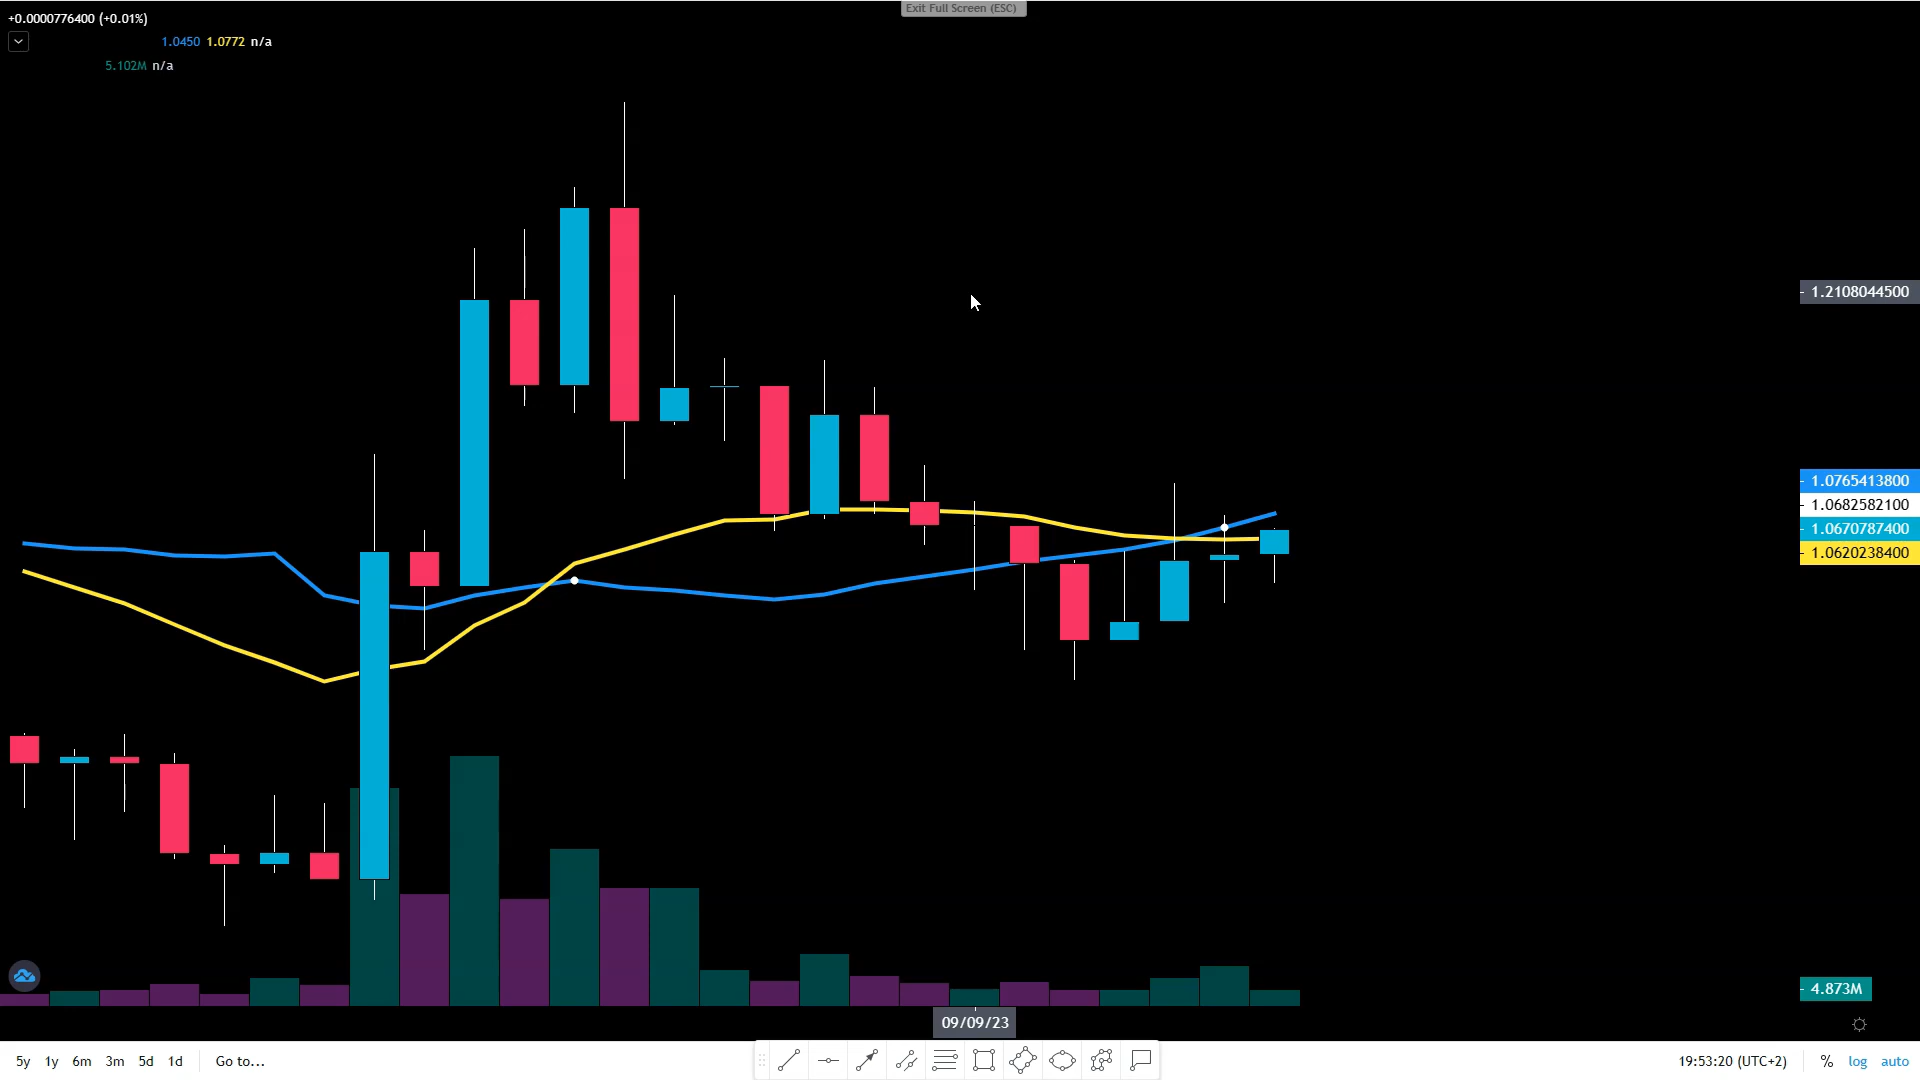 Exit Full Screen (ESC)
+0.0000776400 (+0.01%)
1.0450 1.0772 n/a
5.102M n/a
1.2108044500
1.0765413800
1.0682582100
1.0670787400
1.0620238400
4.873M
09/09/23
5y 1y 6m 3m 5d 1d Go to... 19:53:20 (UTC+2) % log auto